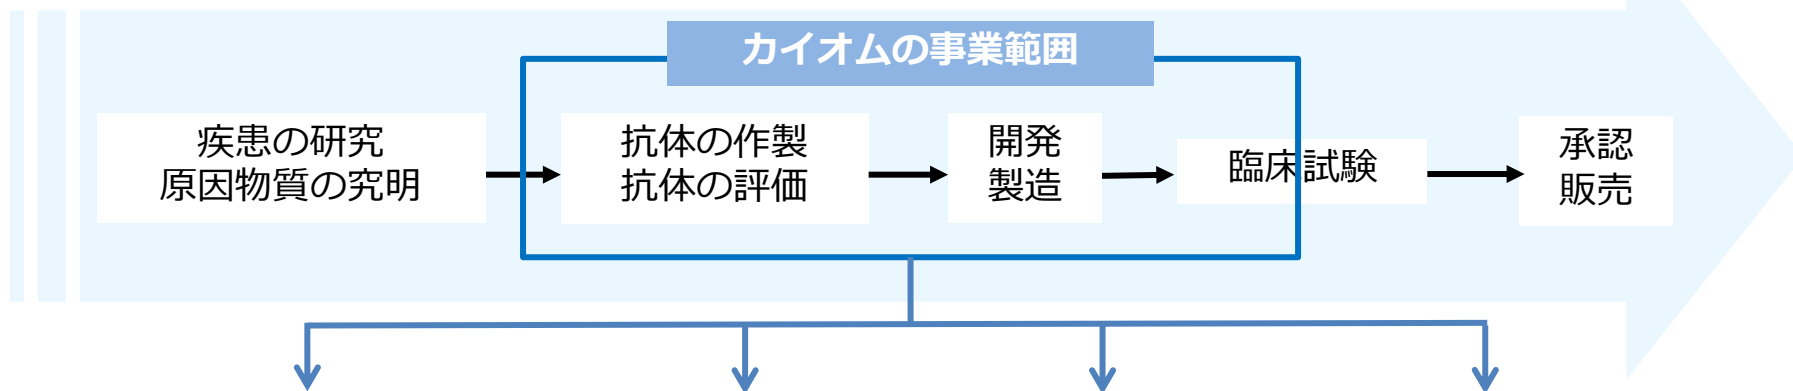 カイオムの事業範囲
疾患の研究
原因物質の究明
抗体の作製
抗体の評価
開発
製造
臨床試験
承認
販売